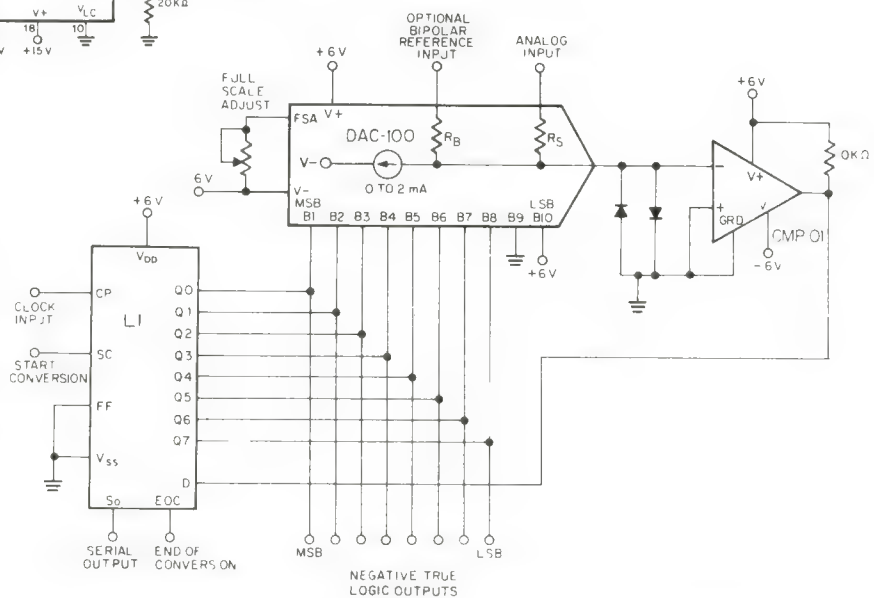 20KΩ
V+
VLC
18
10
V
+15V
OPTIONAL
BIPOLAR
REFERENCE
INPUT
ANALOG
INPUT
+6V
FULL
SCALE
ADJUST
FSA
V+
DAC-100
RB
RS
V-
0 TO 2 mA
6V
V-
MSB
LSB
B1 B2 B3 B4 B5 B6 B7 B8 B9 B10
+6V
+6V
0KΩ
-
V+
+
GRD
V
CMP 01
-6V
+6V
VDD
CP
CLOCK
INPUT
L1
SC
START
CONVERSION
FF
VSS
Q0
Q1
Q2
Q3
Q4
Q5
Q6
Q7
D
So
EOC
SERIAL
OUTPUT
END OF
CONVERS ON
MSB
LSB
NEGATIVE TRUE
LOGIC OUTPUTS